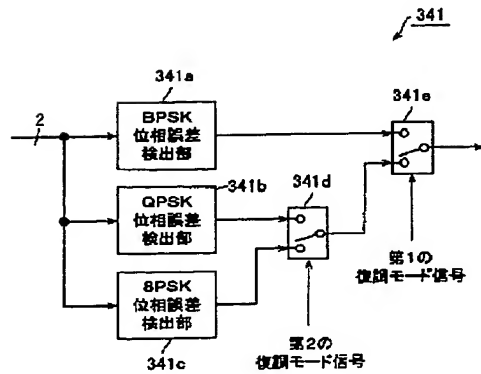 341
341a
2
BPSK
位相誤差
検出部
341e
341b
QPSK
位相誤差
検出部
341d
8PSK
位相誤差
検出部
341c
第1の
復調モード信号
第2の
復調モード信号